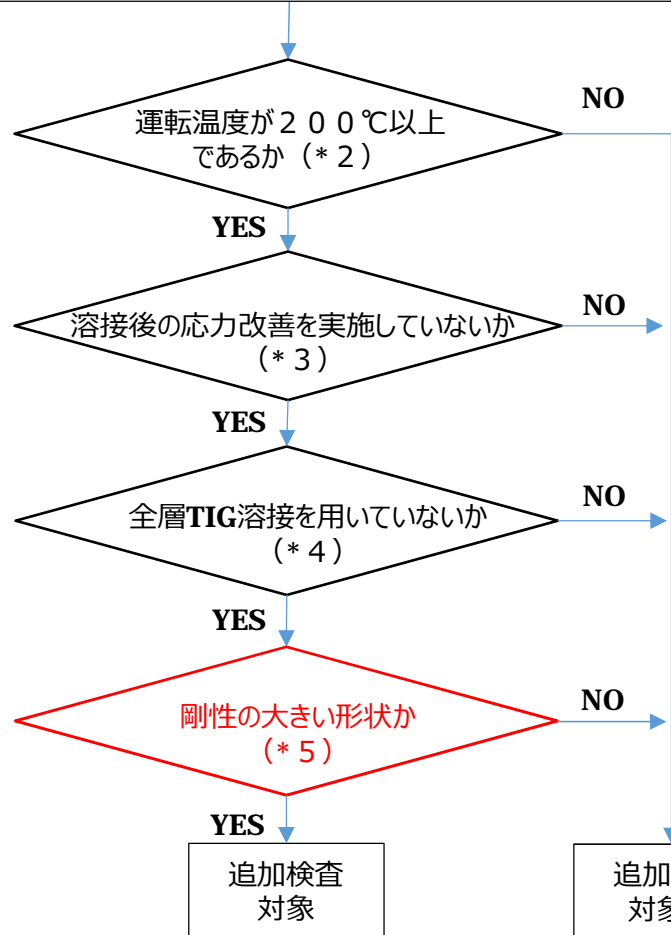 運転温度が２００℃以上
であるか（*２）
NO
YES
溶接後の応力改善を実施していないか
（*３）
NO
YES
全層TIG溶接を用いていないか
（*４）
NO
YES
剛性の大きい形状か
（*５）
NO
YES
追加検査
対象
追加
対象